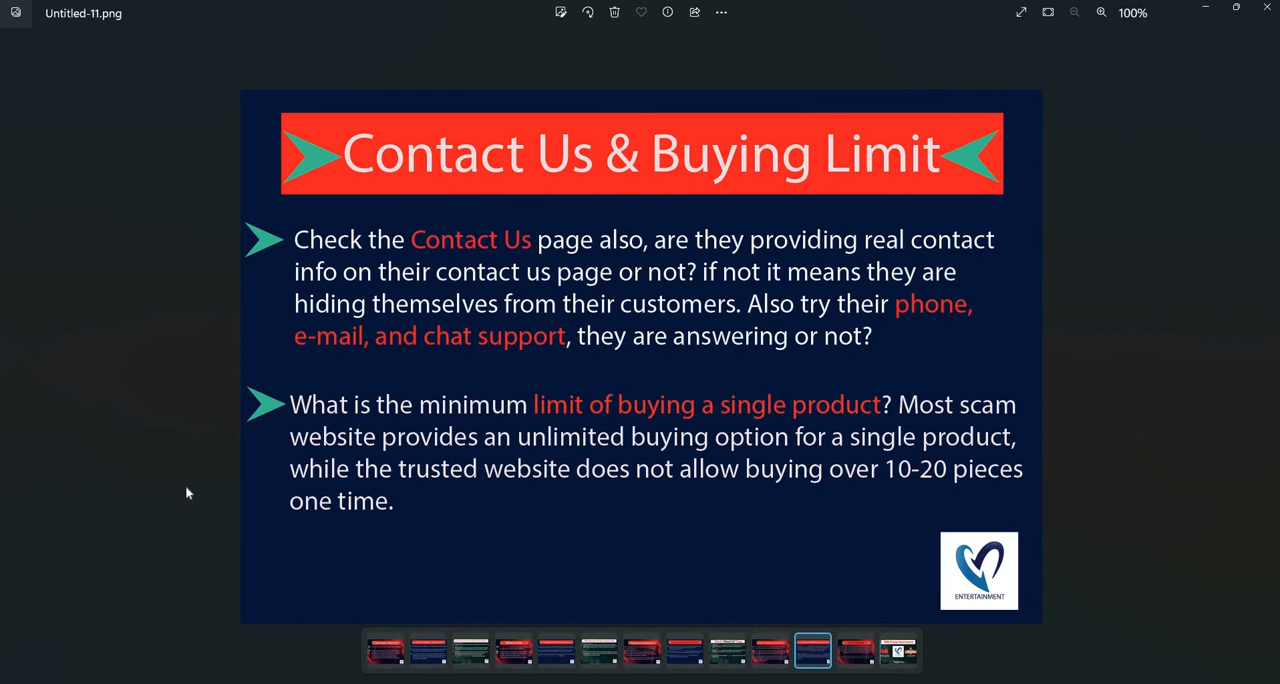 Untitled-11.png
100%
Contact Us & Buying Limit
Check the Contact Us page also, are they providing real contact
info on their contact us page or not? if not it means they are
hiding themselves from their customers. Also try their phone,
e-mail, and chat support, they are answering or not?
What is the minimum limit of buying a single product? Most scam
website provides an unlimited buying option for a single product,
while the trusted website does not allow buying over 10-20 pieces
one time.
ENTERTAINMENT